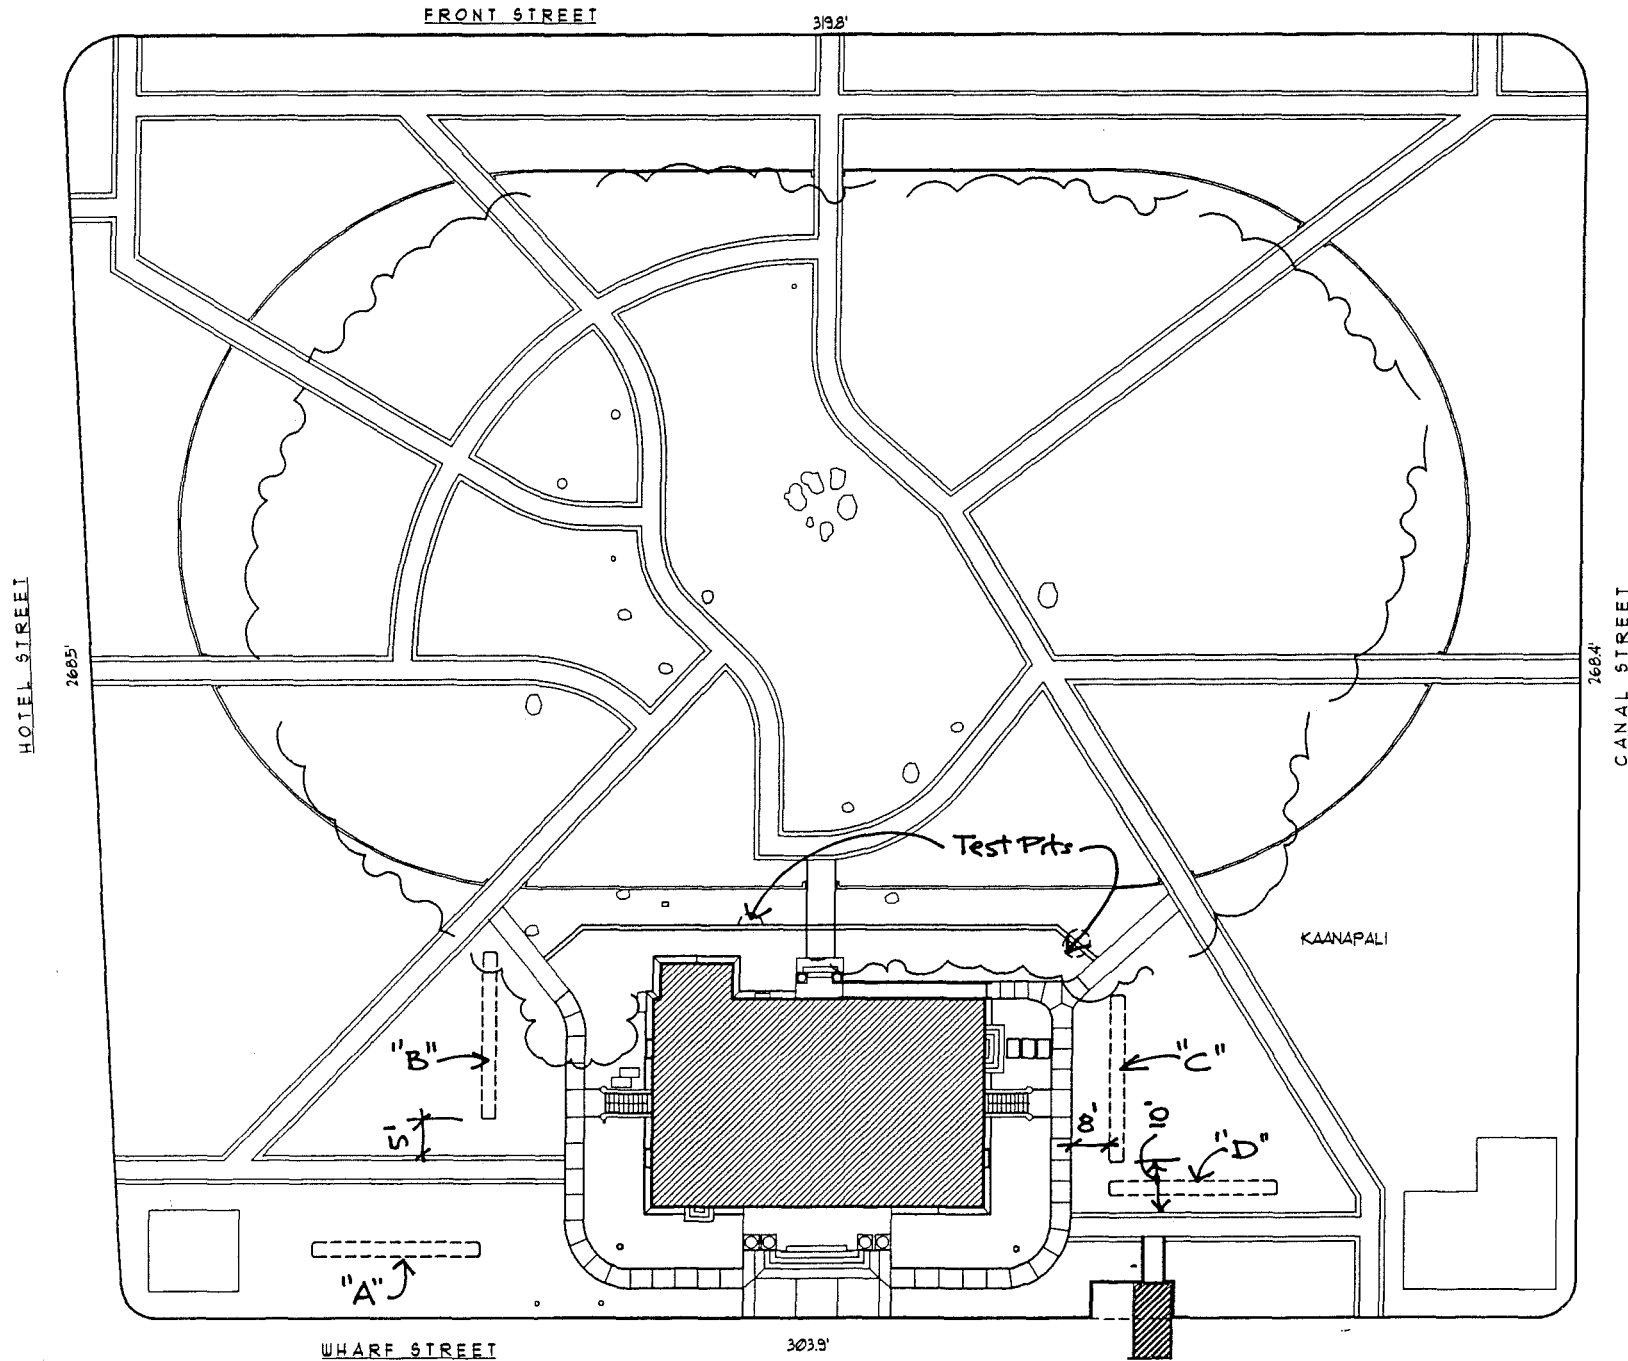 FRONT STREET
319.8'
HOTEL STREET
268.5'
268.4'
CANAL STREET
Test Pits
KAANAPALI
"B"
"C"
5'
8'
10'
"D"
"A"
WHARF STREET
303.9'